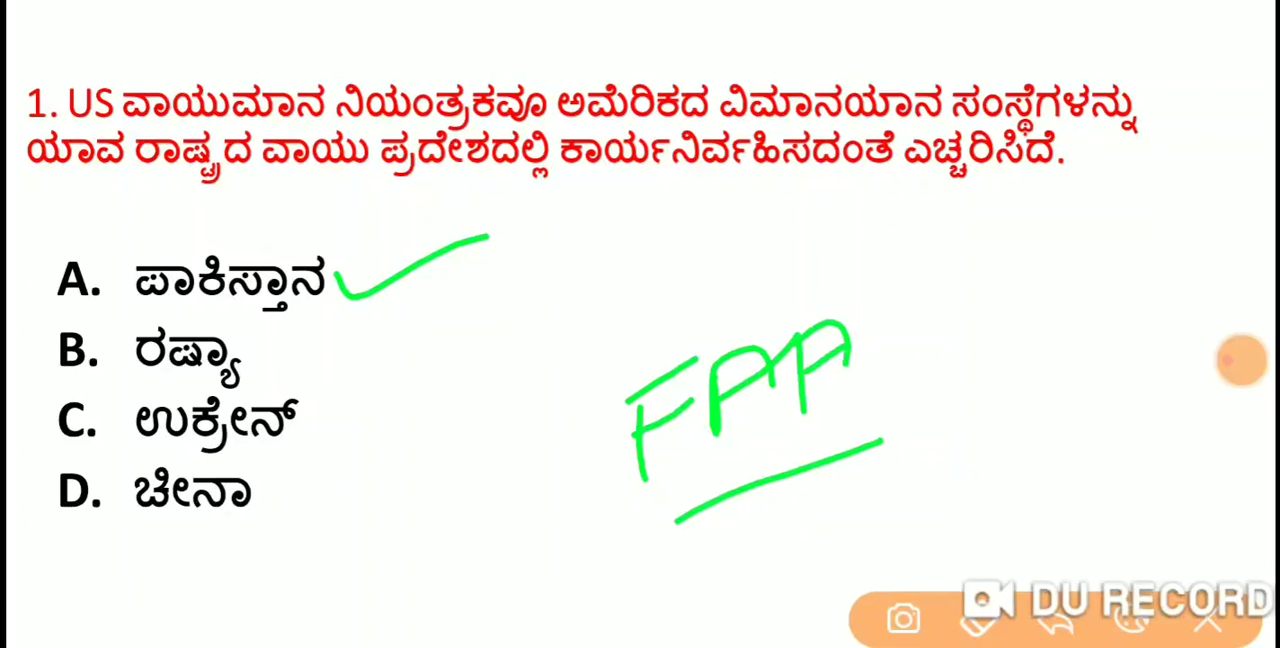 1. US ವಾಯುಮಾನ ನಿಯಂತ್ರಕವೂ ಅಮೆರಿಕದ ವಿಮಾನಯಾನ ಸಂಸ್ಥೆಗಳನ್ನು
ಯಾವ ರಾಷ್ಟ್ರದ ವಾಯು ಪ್ರದೇಶದಲ್ಲಿ ಕಾರ್ಯನಿರ್ವಹಿಸದಂತೆ ಎಚ್ಚರಿಸಿದೆ.
A. ಪಾಕಿಸ್ತಾನ
B. ರಷ್ಯಾ
C. ಉಕ್ರೇನ್
D. ಚೀನಾ
FAA
DU RECORD